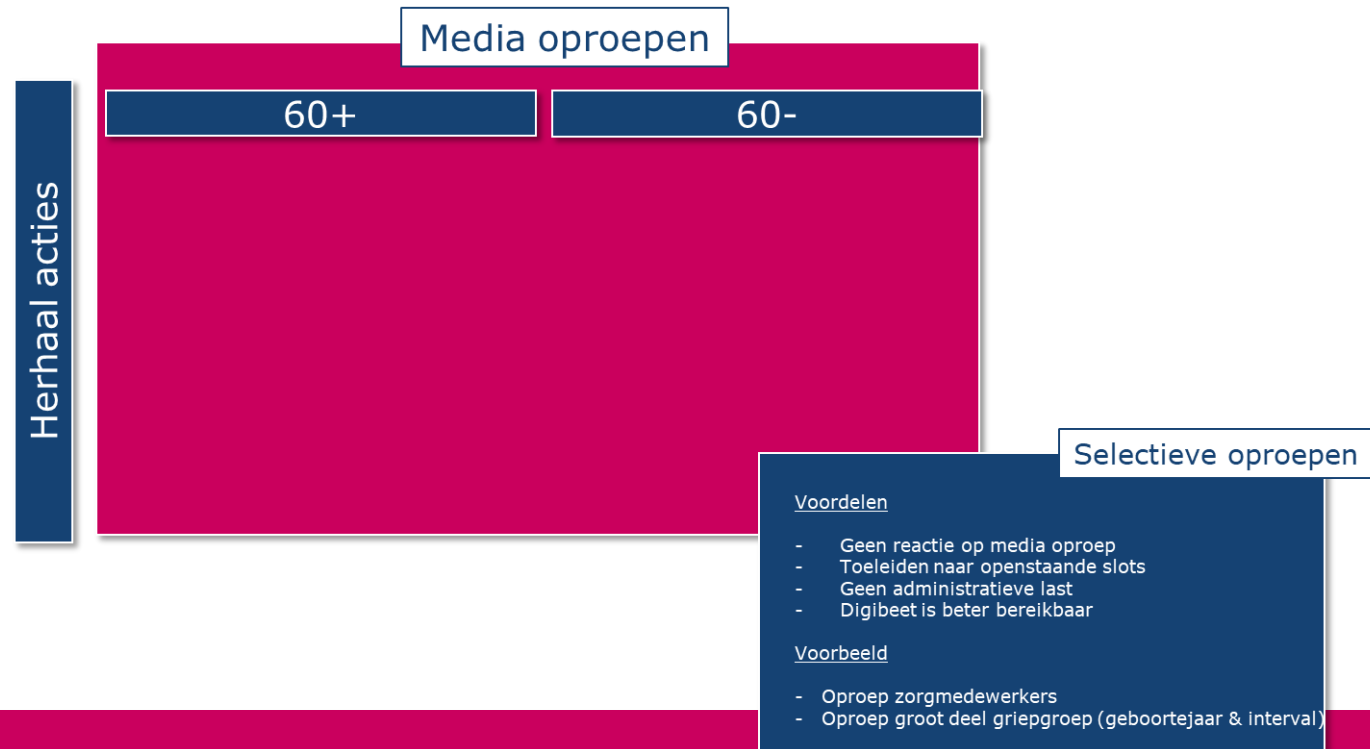 Media oproepen
60+
60-
Herhaal acties
Selectieve oproepen
Voordelen
- Geen reactie op media oproep
- Toeleiden naar openstaande slots
- Geen administratieve last
- Digibeet is beter bereikbaar
Voorbeeld
- Oproep zorgmedewerkers
- Oproep groot deel griepgroep (geboortejaar & interval)